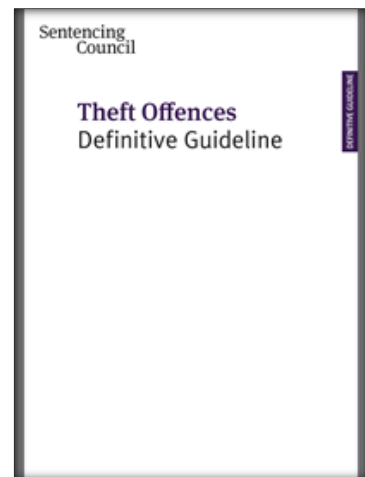 Sentencing
Council
Theft Offences
Definitive Guideline
DEFINITIVE GUIDELINE